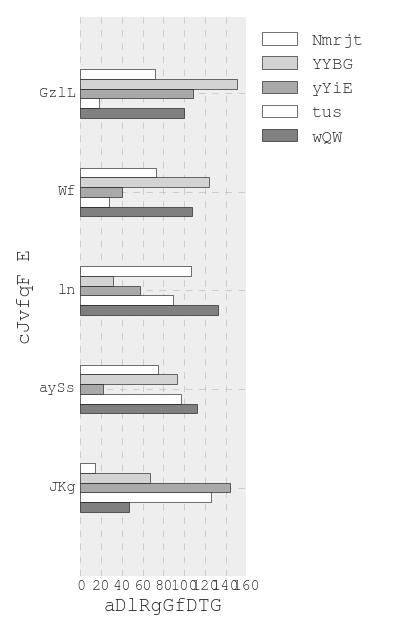 Nmrjt
YYBG
yYiE
tus
wQW
GzlL
Wf
ln
aySs
JKg
cJvfqF E
0 20 40 60 80 100 120 140 160
aDlRgGfDTG